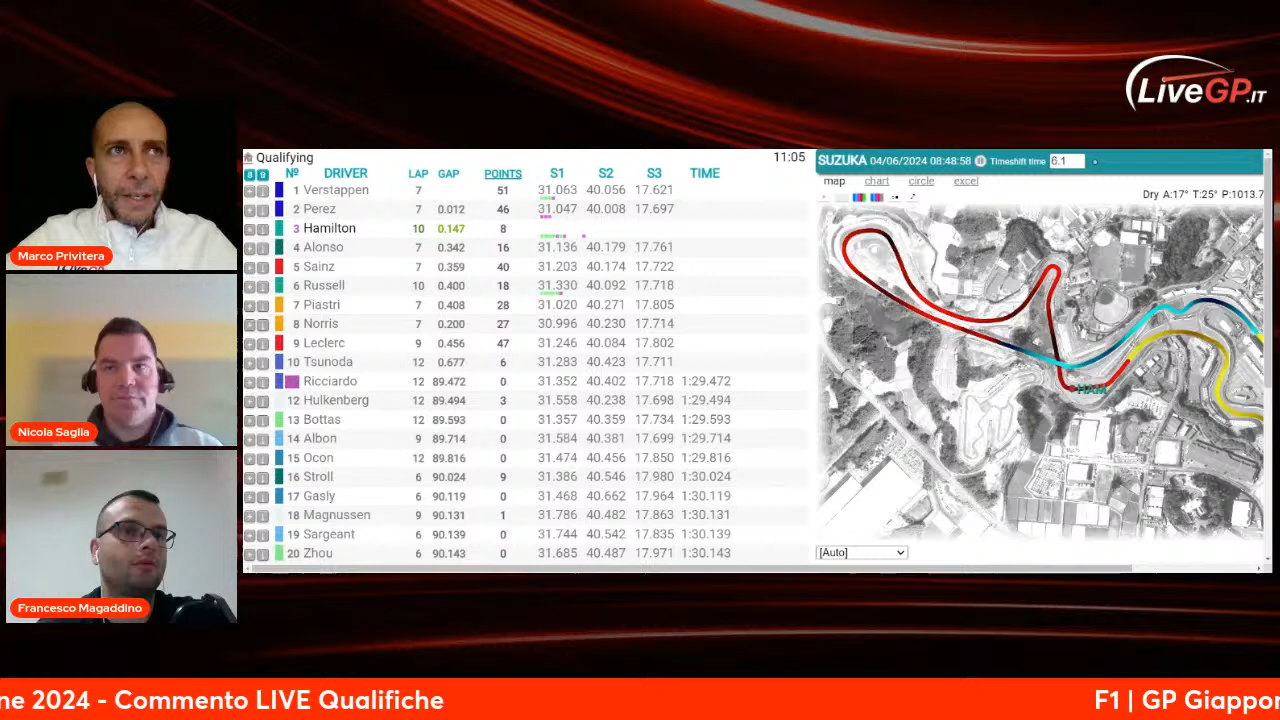 LiveGP.IT
Marco Privitera
Nicola Saglia
Francesco Magaddino
Qualifying 11:05
Nº DRIVER LAP GAP POINTS S1 S2 S3 TIME
1 Verstappen 7 51 31.063 40.056 17.621
2 Perez 7 0.012 46 31.047 40.008 17.697
3 Hamilton 10 0.147 8
4 Alonso 7 0.342 16 31.136 40.179 17.761
5 Sainz 7 0.359 40 31.203 40.174 17.722
6 Russell 10 0.400 18 31.330 40.092 17.718
7 Piastri 7 0.408 28 31.020 40.271 17.805
8 Norris 7 0.200 27 30.996 40.230 17.714
9 Leclerc 9 0.456 47 31.246 40.084 17.802
10 Tsunoda 12 0.677 6 31.283 40.423 17.711
Ricciardo 12 89.472 0 31.352 40.402 17.718 1:29.472
12 Hulkenberg 12 89.494 3 31.558 40.238 17.698 1:29.494
13 Bottas 12 89.593 0 31.357 40.359 17.734 1:29.593
14 Albon 9 89.714 0 31.584 40.381 17.699 1:29.714
15 Ocon 12 89.816 0 31.474 40.456 17.850 1:29.816
16 Stroll 6 90.024 9 31.386 40.546 17.980 1:30.024
17 Gasly 6 90.119 0 31.468 40.662 17.964 1:30.119
18 Magnussen 9 90.131 1 31.786 40.482 17.863 1:30.131
19 Sargeant 6 90.139 0 31.744 40.542 17.835 1:30.139
20 Zhou 6 90.143 0 31.685 40.487 17.971 1:30.143
SUZUKA 04/06/2024 08:48:58 Timeshift time 6.1
map chart circle excel
Dry A:17° T:25° P:1013.7
HAM
[Auto]
ne 2024 - Commento LIVE Qualifiche
F1 | GP Giappon